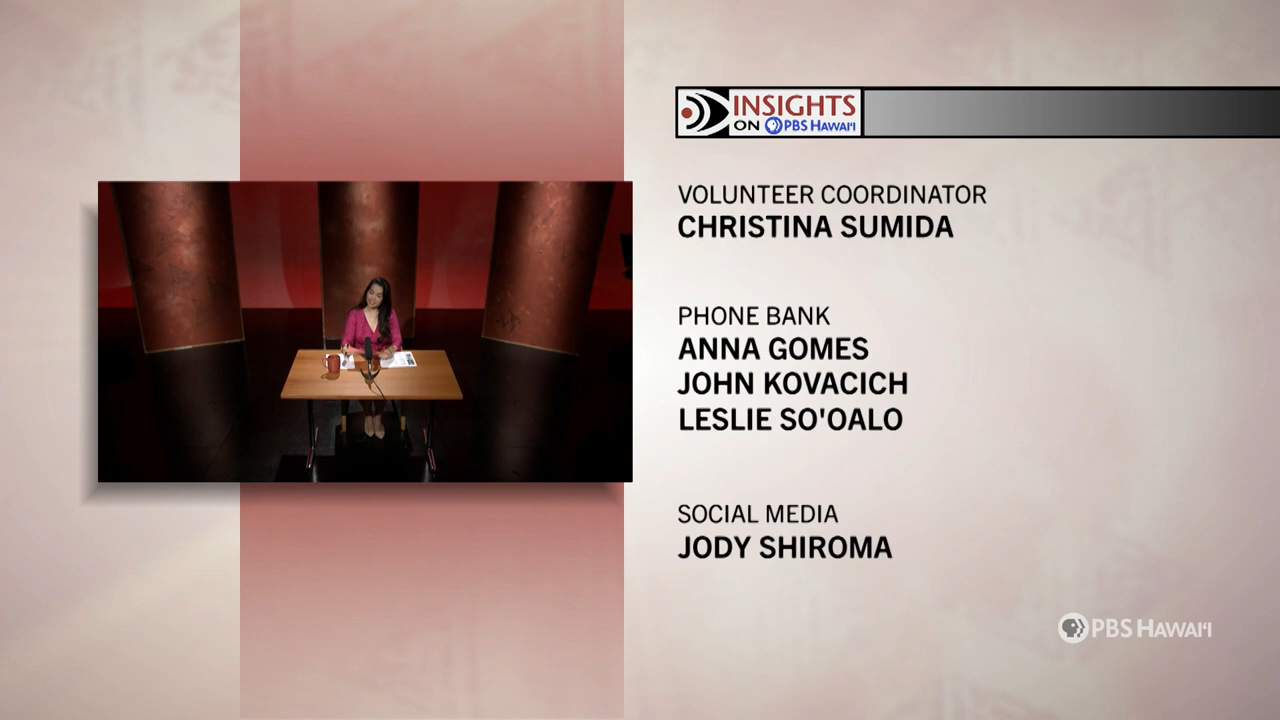 INSIGHTS
ON PBS HAWAIʻI
VOLUNTEER COORDINATOR
CHRISTINA SUMIDA
PHONE BANK
ANNA GOMES
JOHN KOVACICH
LESLIE SO'OALO
SOCIAL MEDIA
JODY SHIROMA
PBS HAWAIʻI